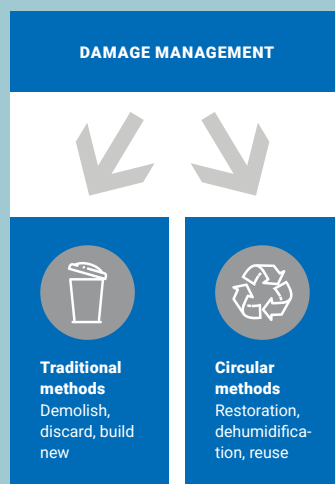 DAMAGE MANAGEMENT
Traditional
methods
Demolish,
discard, build
new
Circular
methods
Restoration,
dehumidifica-
tion, reuse